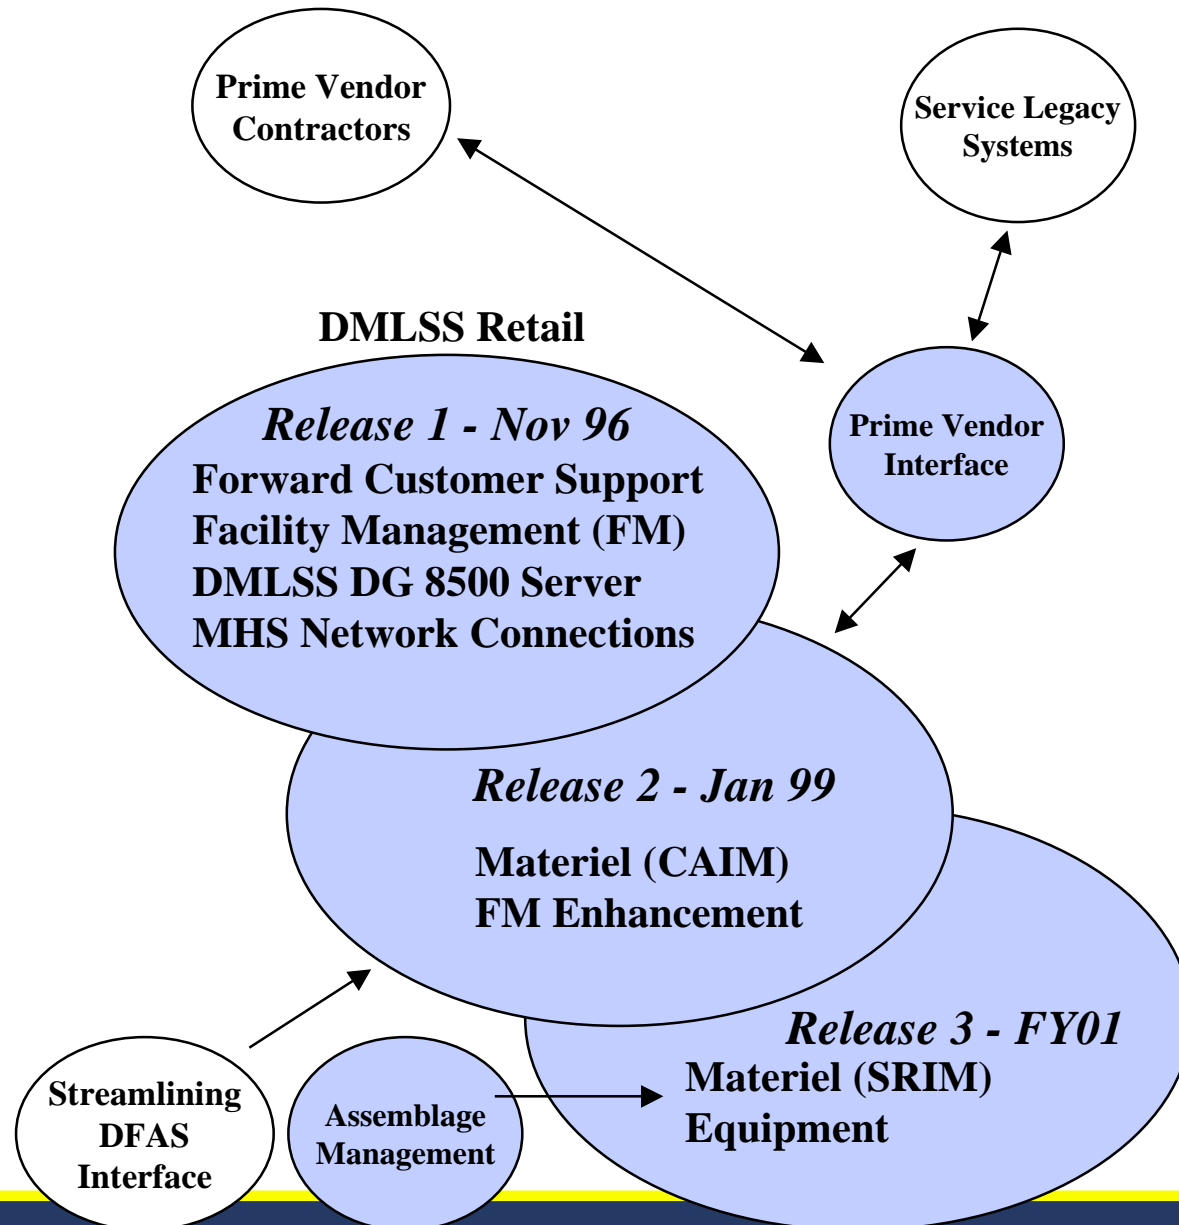 Prime Vendor
Contractors
Service Legacy
Systems
DMLSS Retail
Release 1 - Nov 96
Forward Customer Support
Facility Management (FM)
DMLSS DG 8500 Server
MHS Network Connections
Prime Vendor
Interface
Release 2 - Jan 99
Materiel (CAIM)
FM Enhancement
Release 3 - FY01
Materiel (SRIM)
Equipment
Streamlining
DFAS
Interface
Assemblage
Management